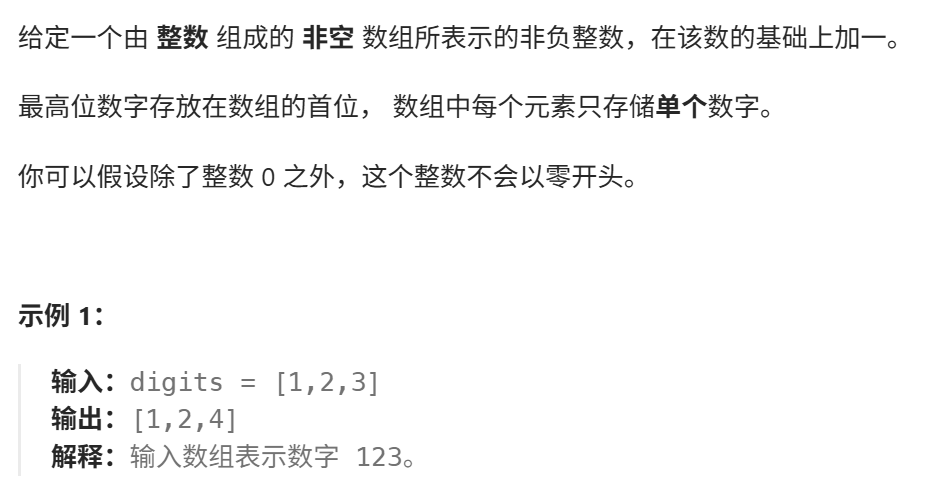 给定一个由 整数 组成的 非空 数组所表示的非负整数，在该数的基础上加一。
最高位数字存放在数组的首位， 数组中每个元素只存储单个数字。
你可以假设除了整数 0 之外，这个整数不会以零开头。
示例 1：
输入：digits = [1,2,3]
输出：[1,2,4]
解释：输入数组表示数字 123。